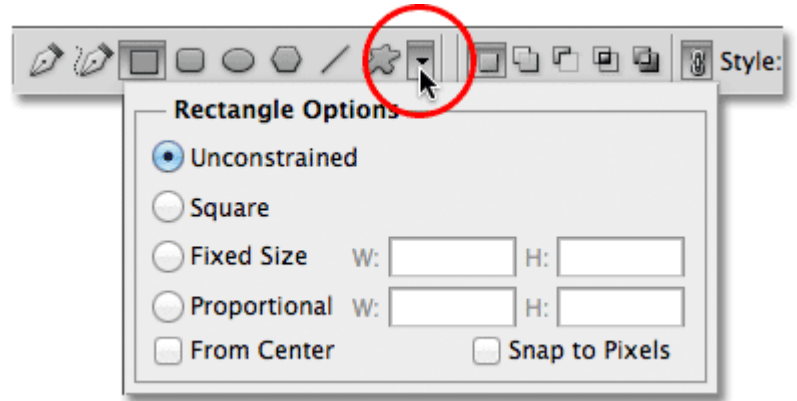 Style:
Rectangle Options
Unconstrained
Square
Fixed Size W: H:
Proportional W: H:
From Center Snap to Pixels